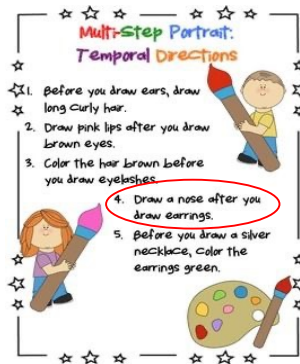 Multi-Step Portrait:
Temporal Directions
1. Before you draw ears, draw
long curly hair.
2. Draw pink lips after you draw
brown eyes.
3. Color the hair brown before
you draw eyelashes.
4. Draw a nose after you
draw earrings.
5. Before you draw a silver
necklace, color the
earrings green.